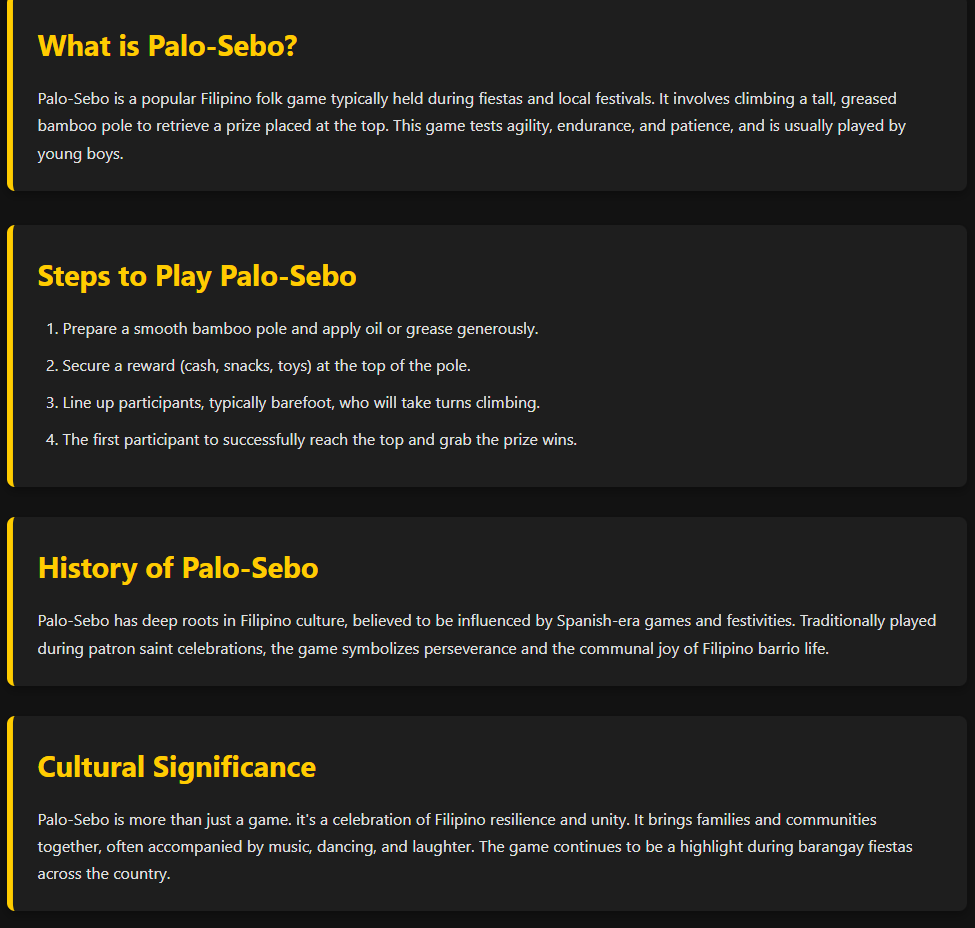 What is Palo-Sebo?
Palo-Sebo is a popular Filipino folk game typically held during fiestas and local festivals. It involves climbing a tall, greased
bamboo pole to retrieve a prize placed at the top. This game tests agility, endurance, and patience, and is usually played by
young boys.
Steps to Play Palo-Sebo
1. Prepare a smooth bamboo pole and apply oil or grease generously.
2. Secure a reward (cash, snacks, toys) at the top of the pole.
3. Line up participants, typically barefoot, who will take turns climbing.
4. The first participant to successfully reach the top and grab the prize wins.
History of Palo-Sebo
Palo-Sebo has deep roots in Filipino culture, believed to be influenced by Spanish-era games and festivities. Traditionally played
during patron saint celebrations, the game symbolizes perseverance and the communal joy of Filipino barrio life.
Cultural Significance
Palo-Sebo is more than just a game. it's a celebration of Filipino resilience and unity. It brings families and communities
together, often accompanied by music, dancing, and laughter. The game continues to be a highlight during barangay fiestas
across the country.